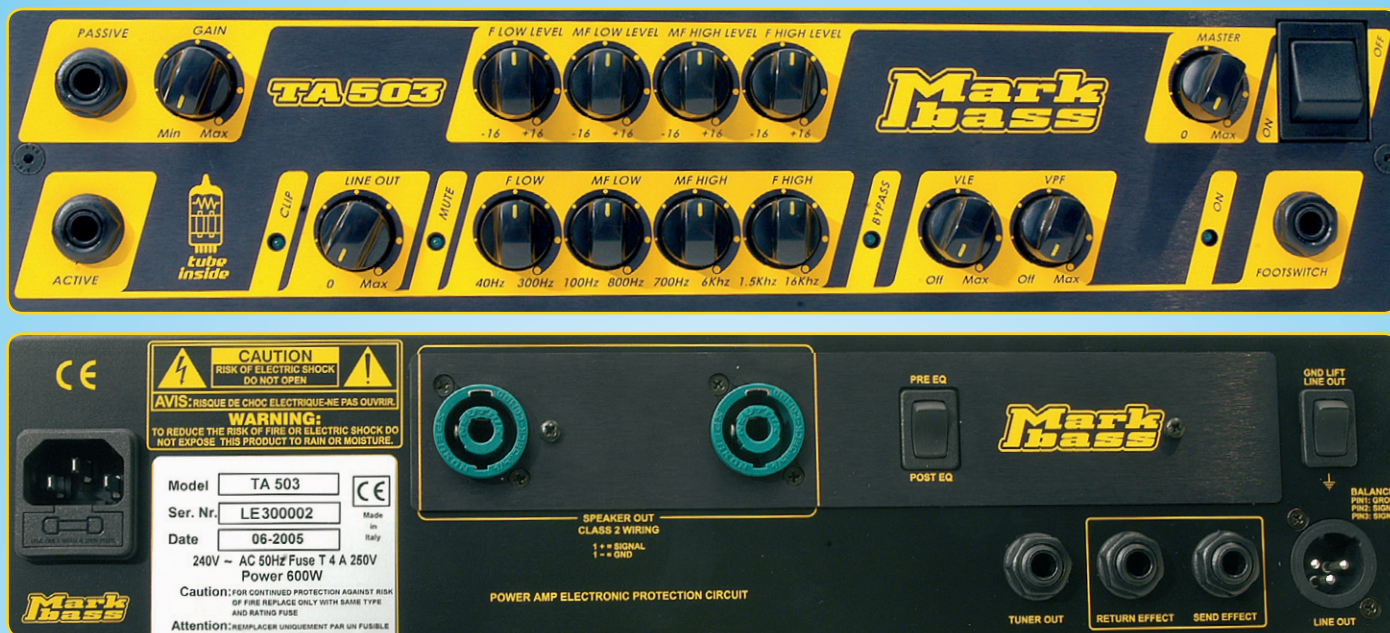 PASSIVE
GAIN
Min Max
TA 503
F LOW LEVEL MF LOW LEVEL MF HIGH LEVEL F HIGH LEVEL
-16 +16 -16 +16 -16 +16 -16 +16
Mark
bass
MASTER
0 Max
ON
OFF
ACTIVE
tube
inside
CLIP
LINE OUT
0 Max
MUTE
F LOW MF LOW MF HIGH F HIGH
40Hz 300Hz 100Hz 800Hz 700Hz 6Khz 1.5Khz 16Khz
BYPASS
VLE VPF
Off Max Off Max
ON
FOOTSWITCH
CE
CAUTION
RISK OF ELECTRIC SHOCK
DO NOT OPEN
AVIS: RISQUE DE CHOC ELECTRIQUE-NE PAS OUVRIR.
WARNING:
TO REDUCE THE RISK OF FIRE OR ELECTRIC SHOCK DO
NOT EXPOSE THIS PRODUCT TO RAIN OR MOISTURE.
Model TA 503 CE
Ser. Nr. LE300002
Made
in
Italy
Date 06-2005
240V ~ AC 50Hz Fuse T 4 A 250V
Power 600W
Caution: FOR CONTINUED PROTECTION AGAINST RISK
OF FIRE REPLACE ONLY WITH SAME TYPE
AND RATING FUSE
Attention: REMPLACER UNIQUEMENT PAR UN FUSIBLE
Mark
bass
SPEAKER OUT
CLASS 2 WIRING
1 + = SIGNAL
1 - = GND
POWER AMP ELECTRONIC PROTECTION CIRCUIT
PRE EQ
POST EQ
Mark
bass
GND LIFT
LINE OUT
PIN1:
PIN2:
PIN3:
TUNER OUT
RETURN EFFECT
SEND EFFECT
LINE OUT